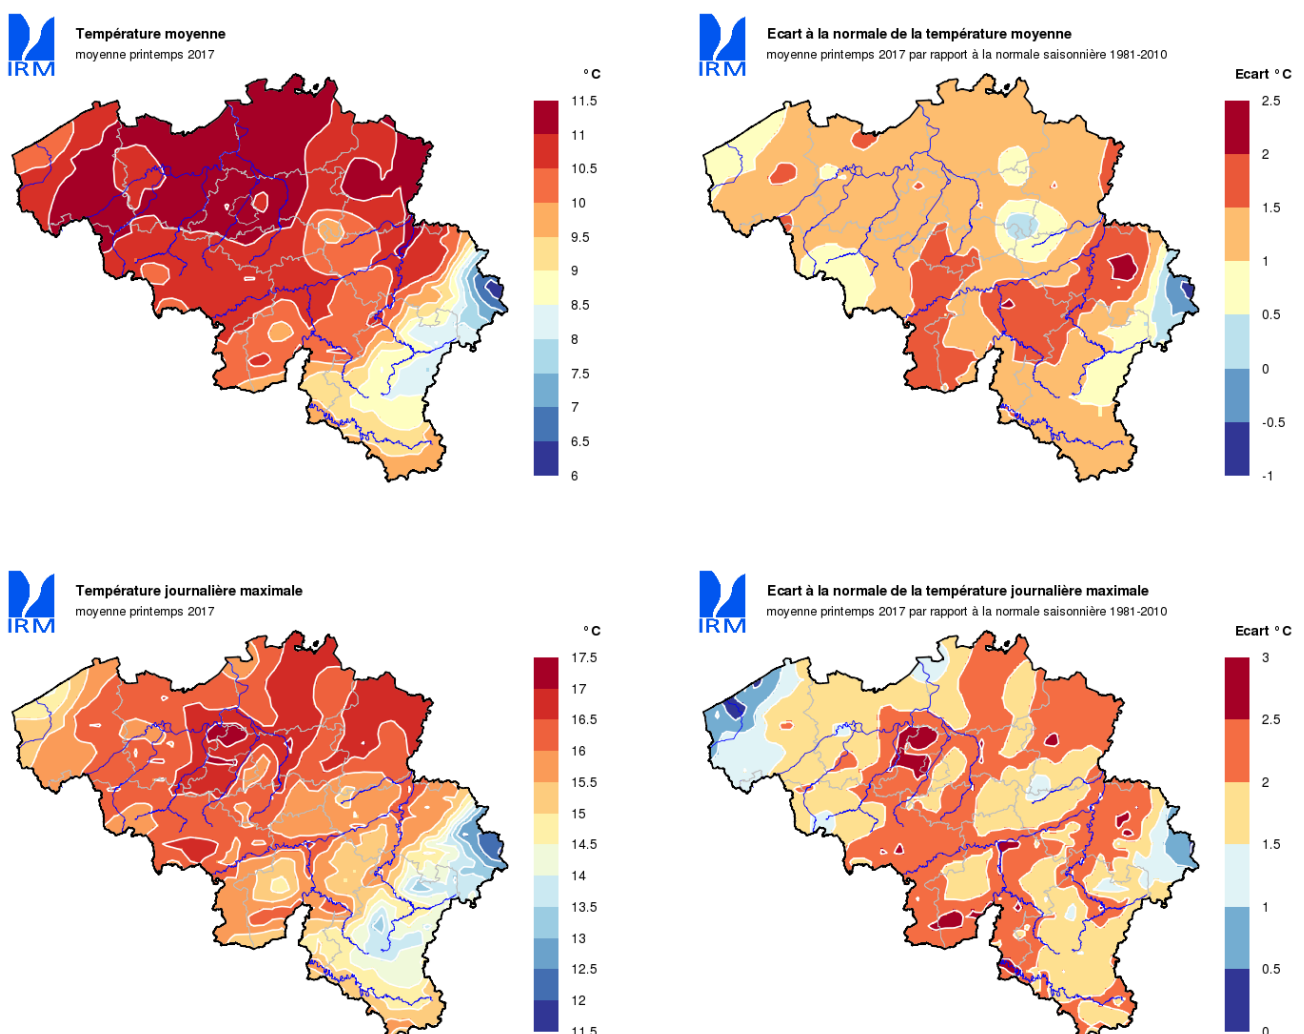 IRM
Température moyenne
moyenne printemps 2017
°C
11.5
11
10.5
10
9.5
9
8.5
8
7.5
7
6.5
6
IRM
Ecart à la normale de la température moyenne
moyenne printemps 2017 par rapport à la normale saisonnière 1981-2010
Ecart °C
2.5
2
1.5
1
0.5
0
-0.5
-1
IRM
Température journalière maximale
moyenne printemps 2017
°C
17.5
17
16.5
16
15.5
15
14.5
14
13.5
13
12.5
12
11.5
IRM
Ecart à la normale de la température journalière maximale
moyenne printemps 2017 par rapport à la normale saisonnière 1981-2010
Ecart °C
3
2.5
2
1.5
1
0.5
0